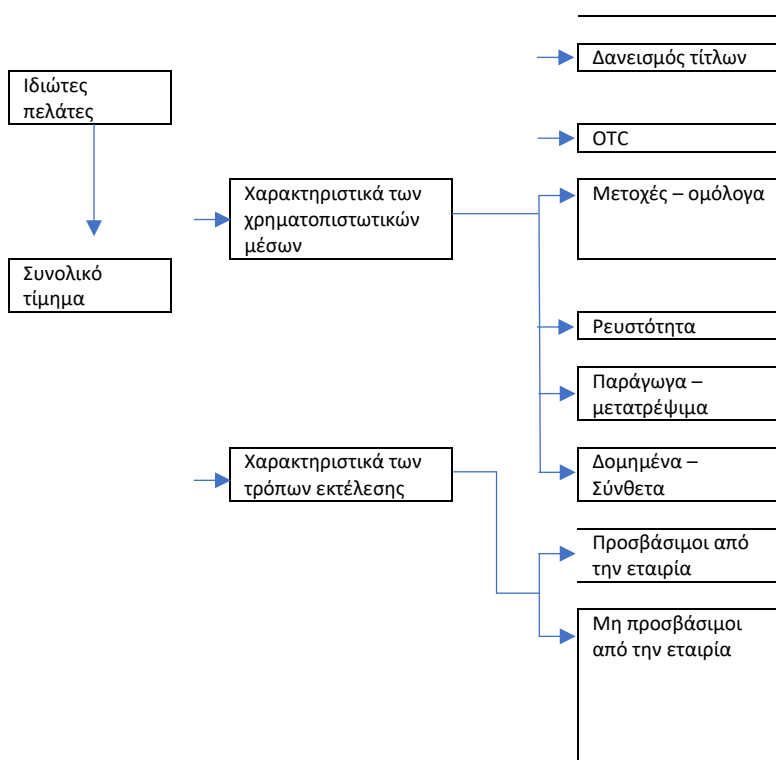 Ιδιώτες
πελάτες
Συνολικό
τίμημα
Χαρακτηριστικά των
χρηματοπιστωτικών
μέσων
Χαρακτηριστικά των
τρόπων εκτέλεσης
Δανεισμός τίτλων
OTC
Μετοχές – ομόλογα
Ρευστότητα
Παράγωγα –
μετατρέψιμα
Δομημένα –
Σύνθετα
Προσβάσιμοι από
την εταιρία
Μη προσβάσιμοι
από την εταιρία